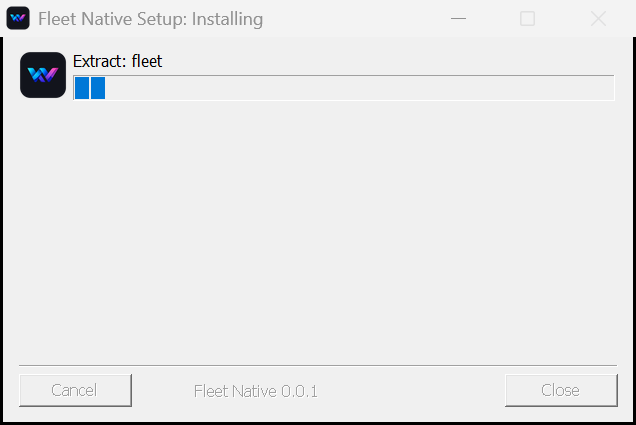 Fleet Native Setup: Installing
Extract: fleet
Cancel
Fleet Native 0.0.1
Close